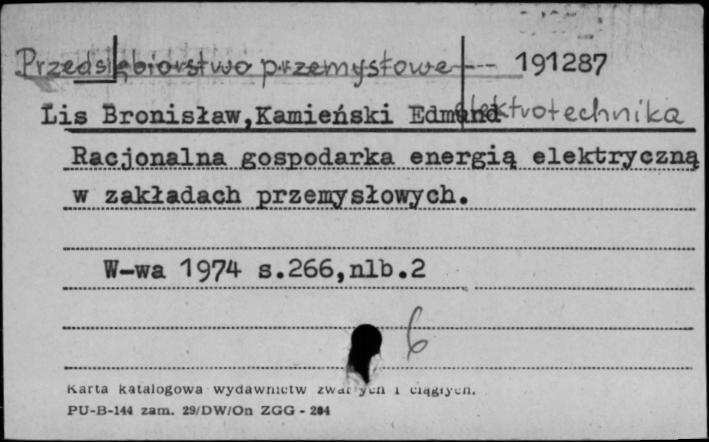 Przedsiębiorstwo przemysłowe -- 191287
Lis Bronisław,Kamieński Edmund elektrotechnika
Racjonalna gospodarka energią elektryczną
w zakładach przemysłowych.
W-wa 1974 s.266,nlb.2
6
Karta katalogowa wydawnictw zwartych i ciągłych.
PU-B-144 zam. 29/DW/On ZGG - 204